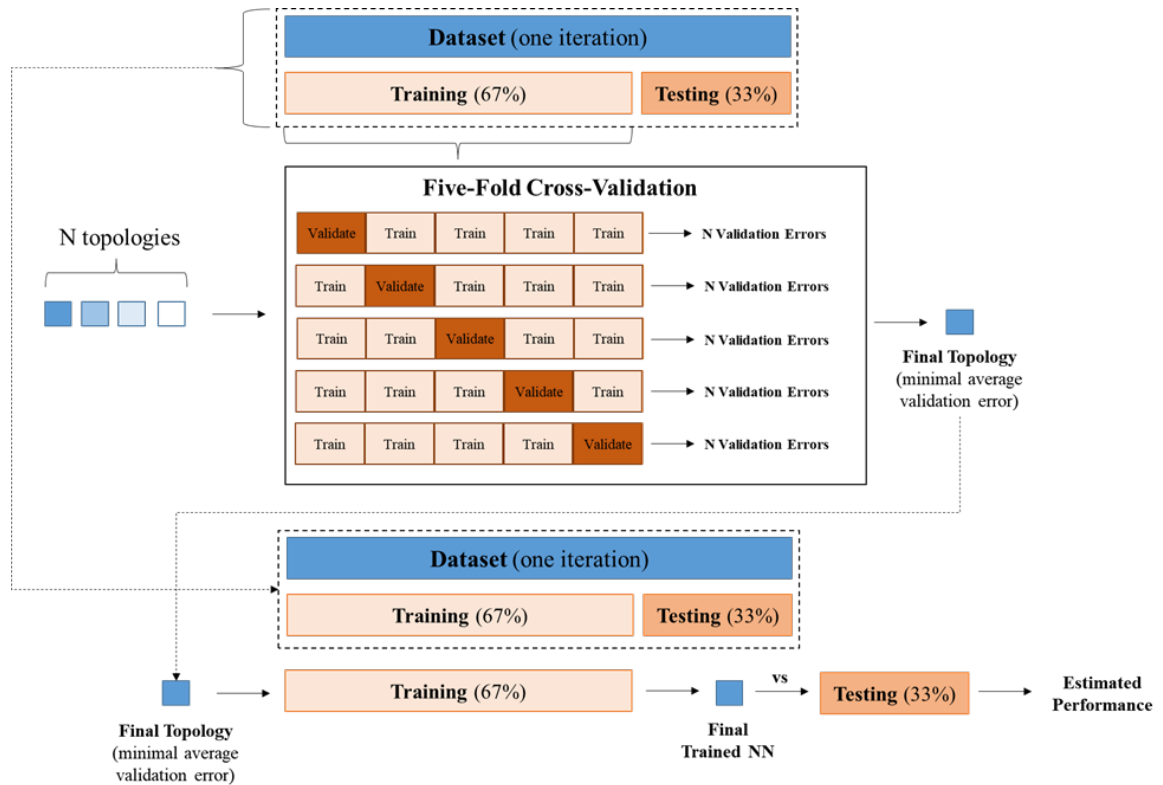 Dataset (one iteration)
Training (67%)
Testing (33%)
Five-Fold Cross-Validation
N topologies
Validate Train Train Train Train N Validation Errors
Train Validate Train Train Train N Validation Errors
Train Train Validate Train Train N Validation Errors
Train Train Train Validate Train N Validation Errors
Train Train Train Train Validate N Validation Errors
Final Topology
(minimal average
validation error)
Dataset (one iteration)
Training (67%)
Testing (33%)
Final Topology
(minimal average
validation error)
Training (67%)
Final
Trained NN
vs
Testing (33%)
Estimated
Performance